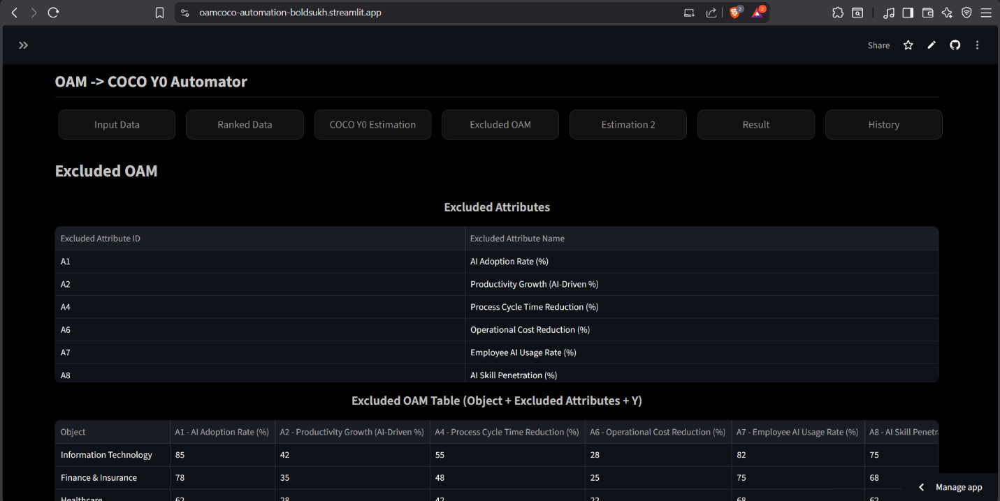 oamcoco-automation-boldsukh.streamlit.app 2 2
Share
OAM -> COCO Y0 Automator
Input Data Ranked Data COCO Y0 Estimation Excluded OAM Estimation 2 Result History
Excluded OAM
Excluded Attributes
Excluded Attribute ID Excluded Attribute Name
A1 AI Adoption Rate (%)
A2 Productivity Growth (AI-Driven %)
A4 Process Cycle Time Reduction (%)
A6 Operational Cost Reduction (%)
A7 Employee AI Usage Rate (%)
A8 AI Skill Penetration (%)
Excluded OAM Table (Object + Excluded Attributes + Y)
Object A1 - AI Adoption Rate (%) A2 - Productivity Growth (AI-Driven %) A4 - Process Cycle Time Reduction (%) A6 - Operational Cost Reduction (%) A7 - Employee AI Usage Rate (%) A8 - AI Skill Penetra
Information Technology 85 42 55 28 82 75
Finance & Insurance 78 35 48 25 75 68
Healthcare 62 28 42 22 68 62
Manage app